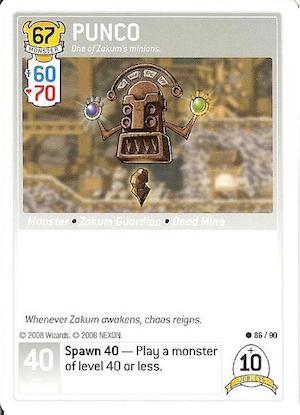 67 PUNCO
MONSTER One of Zakum's minions.
60
70
Monster • Zakum Guardian • Dead Mine
Whenever Zakum awakens, chaos reigns.
© 2008 Wizards. © 2008 NEXON. ● 86 / 90
40 Spawn 40 — Play a monster
of level 40 or less.
+
10
JOBLESS